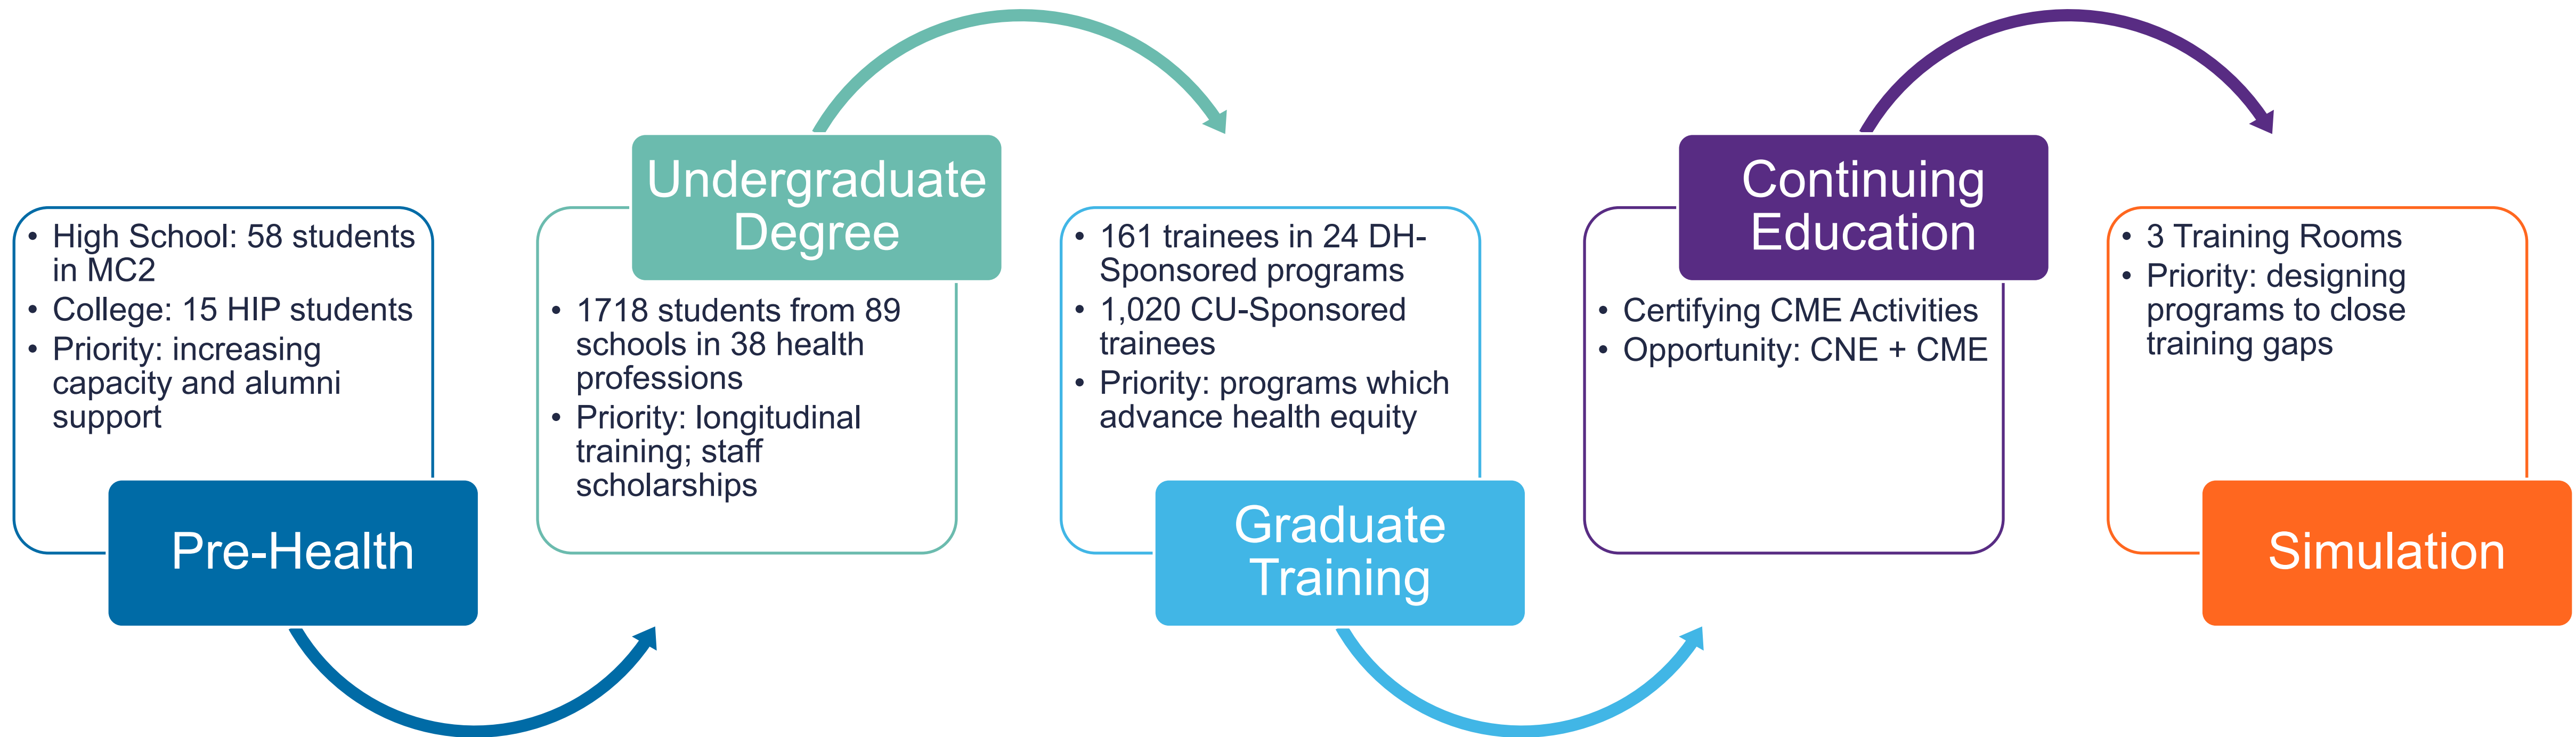 • High School: 58 students
in MC2
• College: 15 HIP students
• Priority: increasing
capacity and alumni
support
Pre-Health
Undergraduate
Degree
• 1718 students from 89
schools in 38 health
professions
• Priority: longitudinal
training; staff
scholarships
• 161 trainees in 24 DH-
Sponsored programs
• 1,020 CU-Sponsored
trainees
• Priority: programs which
advance health equity
Graduate
Training
Continuing
Education
• Certifying CME Activities
• Opportunity: CNE + CME
• 3 Training Rooms
• Priority: designing
programs to close
training gaps
Simulation